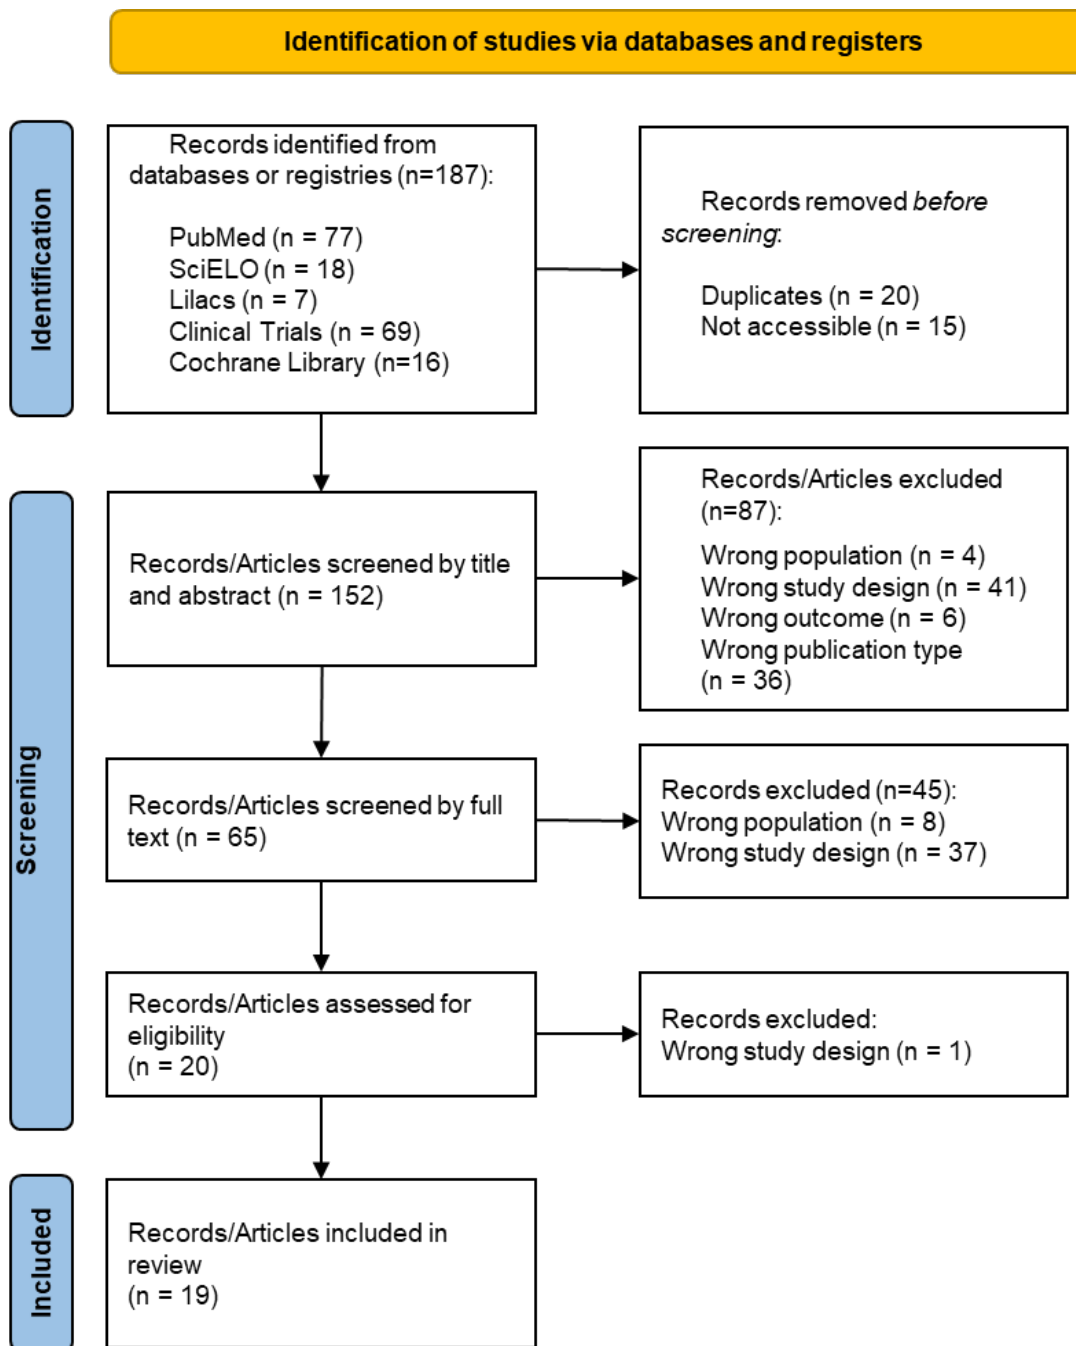 Identification of studies via databases and registers
Identification
Records identified from
databases or registries (n=187):
PubMed (n = 77)
SciELO (n = 18)
Lilacs (n = 7)
Clinical Trials (n = 69)
Cochrane Library (n=16)
Records removed before
screening:
Duplicates (n = 20)
Not accessible (n = 15)
Screening
Records/Articles screened by title
and abstract (n = 152)
Records/Articles excluded
(n=87):
Wrong population (n = 4)
Wrong study design (n = 41)
Wrong outcome (n = 6)
Wrong publication type
(n = 36)
Records/Articles screened by full
text (n = 65)
Records excluded (n=45):
Wrong population (n = 8)
Wrong study design (n = 37)
Records/Articles assessed for
eligibility
(n = 20)
Records excluded:
Wrong study design (n = 1)
Included
Records/Articles included in
review
(n = 19)